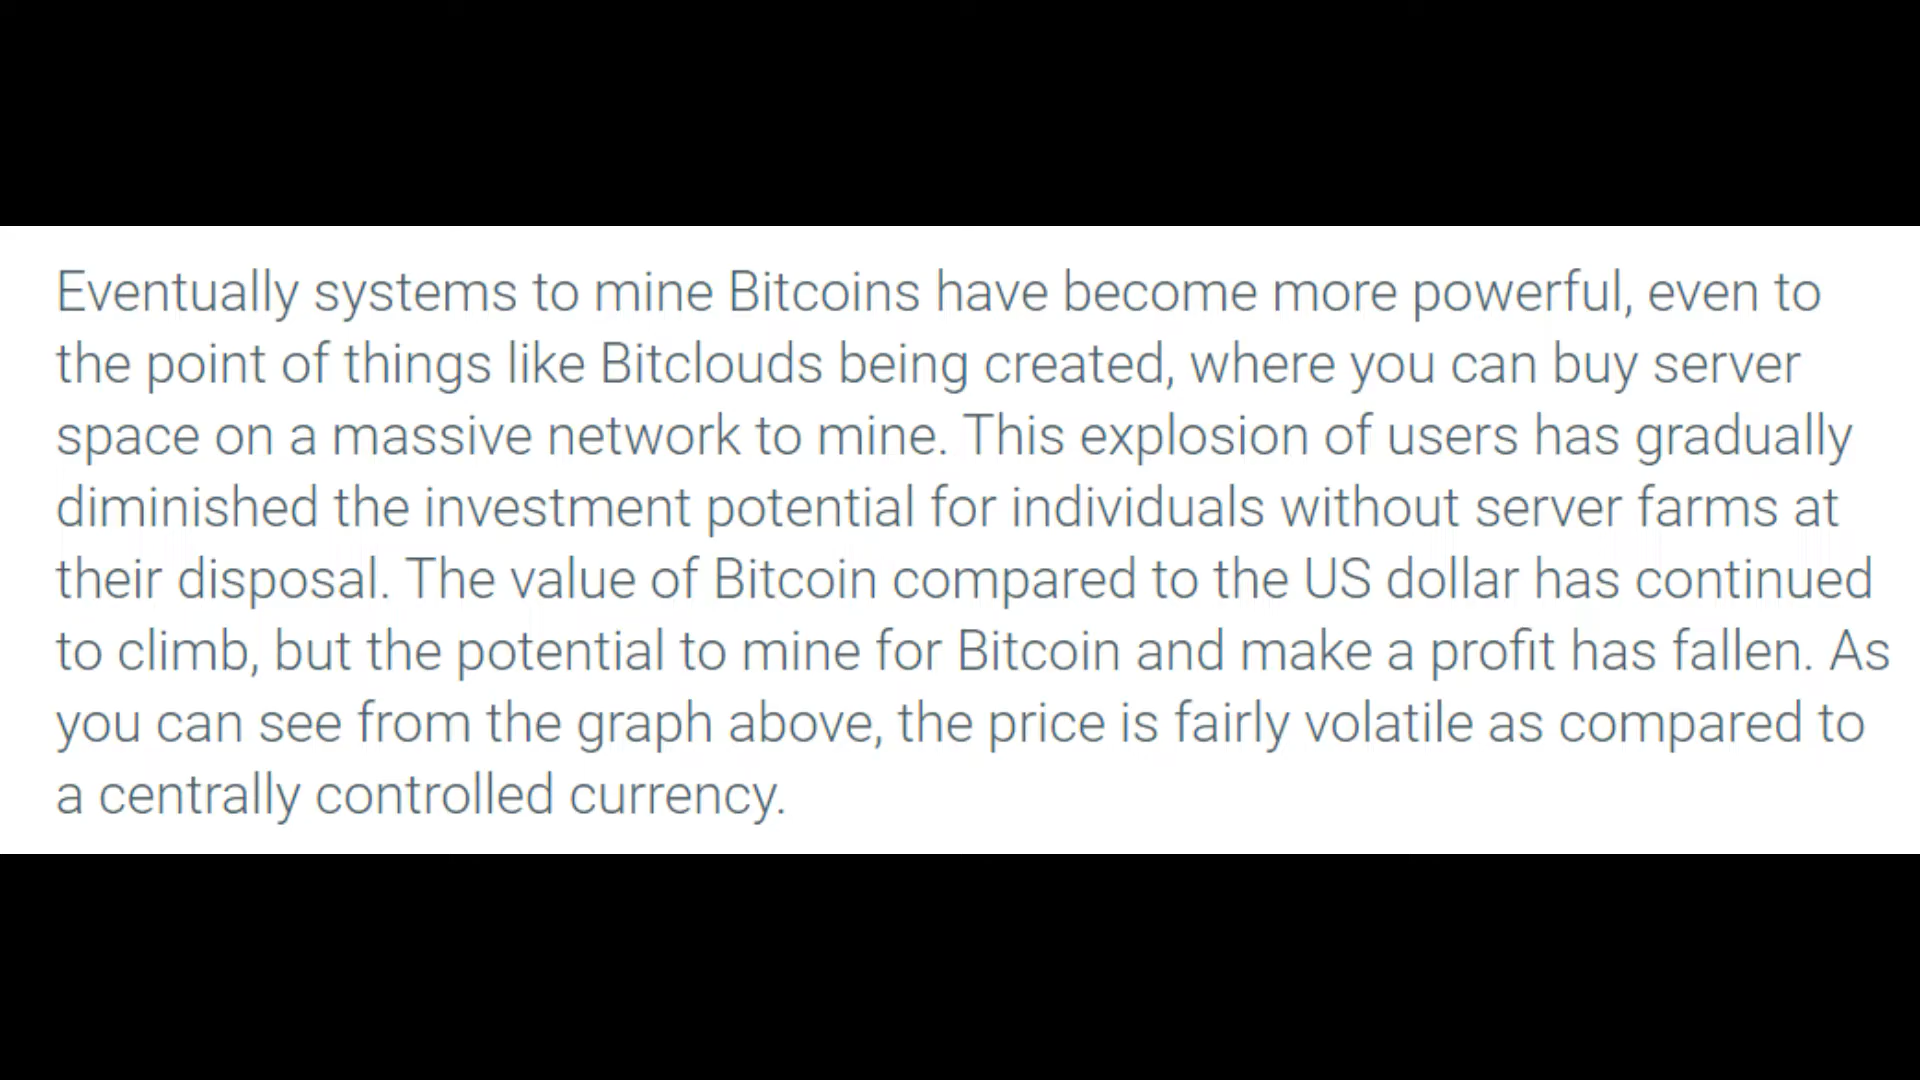 Eventually systems to mine Bitcoins have become more powerful, even to
the point of things like Bitclouds being created, where you can buy server
space on a massive network to mine. This explosion of users has gradually
diminished the investment potential for individuals without server farms at
their disposal. The value of Bitcoin compared to the US dollar has continued
to climb, but the potential to mine for Bitcoin and make a profit has fallen. As
you can see from the graph above, the price is fairly volatile as compared to
a centrally controlled currency.